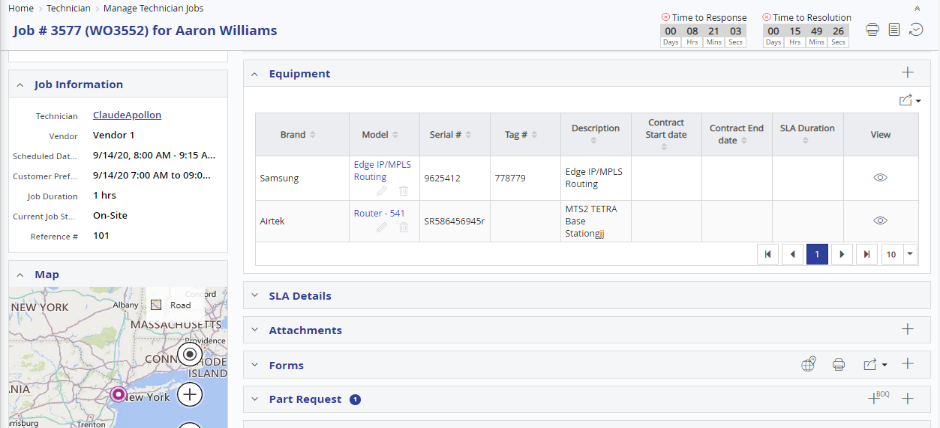 Home > Technician > Manage Technician Jobs
Job # 3577 (WO3552) for Aaron Williams
Time to Response
00 08 21 03
Days Hrs Mins Secs
Time to Resolution
00 15 49 26
Days Hrs Mins Secs
Job Information
Technician ClaudeApollon
Vendor Vendor 1
Scheduled Dat... 9/14/20, 8:00 AM - 9:15 A...
Customer Pref... 9/14/20 7:00 AM to 09:0...
Job Duration 1 hrs
Current Job St... On-Site
Reference # 101
Map
Road
Concord
Albany
NEW YORK
MASSACHUSETTS
Providence
CONN
RHODE
ISLAND
NIA
New York
rrisburg
Trenton
Equipment
Brand Model Serial # Tag # Description Contract Start date Contract End date SLA Duration View
Samsung Edge IP/MPLS Routing 9625412 778779 Edge IP/MPLS Routing
Airtek Router - 541 SR586456945r MTS2 TETRA Base Stationgjj
1 10
SLA Details
Attachments
Forms
Part Request 1
BOQ